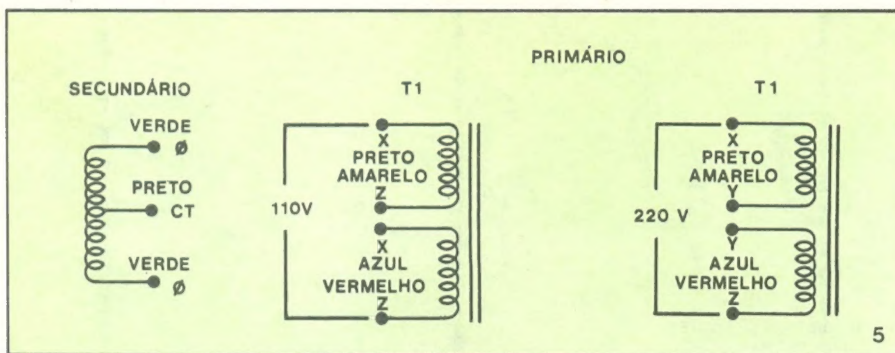 PRIMÁRIO
SECUNDÁRIO
T1
T1
VERDE
Ø
PRETO
CT
VERDE
Ø
110V
X
PRETO
AMARELO
Z
X
AZUL
VERMELHO
Z
220 V
X
PRETO
AMARELO
Y
Y
AZUL
VERMELHO
Z
5